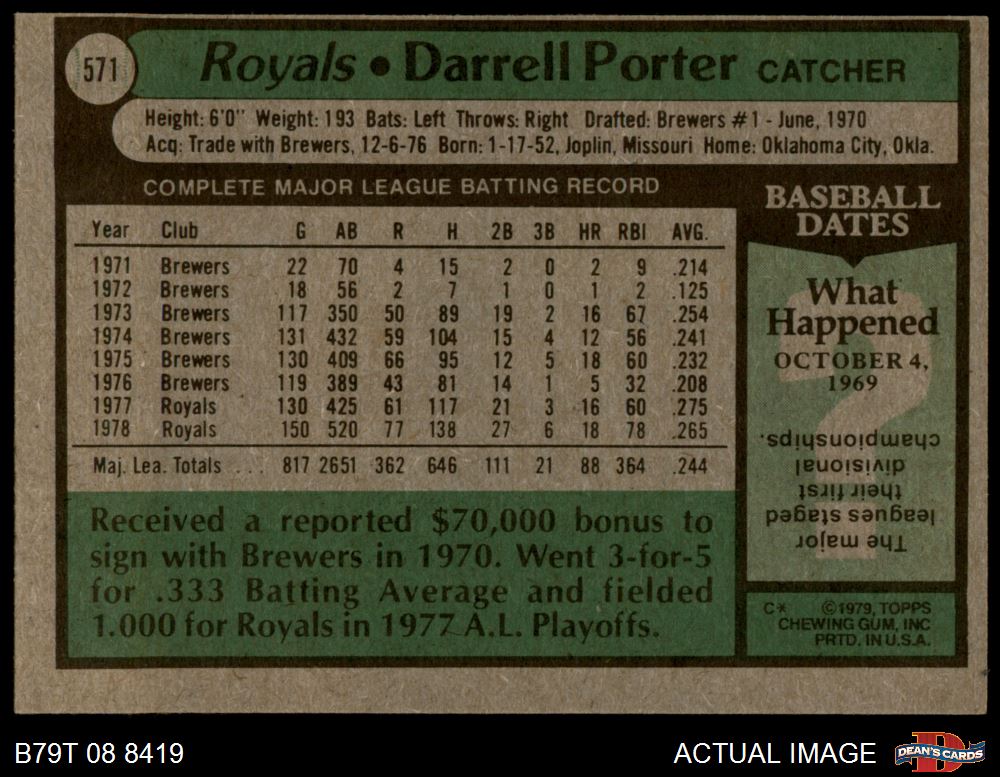 571
Royals • Darrell Porter CATCHER
Height: 6'0" Weight: 193 Bats: Left Throws: Right Drafted: Brewers #1 - June, 1970
Acq: Trade with Brewers, 12-6-76 Born: 1-17-52, Joplin, Missouri Home: Oklahoma City, Okla.
COMPLETE MAJOR LEAGUE BATTING RECORD
Year Club G AB R H 2B 3B HR RBI AVG.
1971 Brewers 22 70 4 15 2 0 2 9 .214
1972 Brewers 18 56 2 7 1 0 1 2 .125
1973 Brewers 117 350 50 89 19 2 16 67 .254
1974 Brewers 131 432 59 104 15 4 12 56 .241
1975 Brewers 130 409 66 95 12 5 18 60 .232
1976 Brewers 119 389 43 81 14 1 5 32 .208
1977 Royals 130 425 61 117 21 3 16 60 .275
1978 Royals 150 520 77 138 27 6 18 78 .265
Maj. Lea. Totals ... 817 2651 362 646 111 21 88 364 .244
Received a reported $70,000 bonus to
sign with Brewers in 1970. Went 3-for-5
for .333 Batting Average and fielded
1.000 for Royals in 1977 A.L. Playoffs.
BASEBALL
DATES
What
Happened
OCTOBER 4,
1969
?
The major
leagues staged
their first
divisional
championships.
C* ©1979, TOPPS
CHEWING GUM, INC
PRTD. IN U.S.A.
B79T 08 8419
ACTUAL IMAGE
D
DEAN'S CARDS